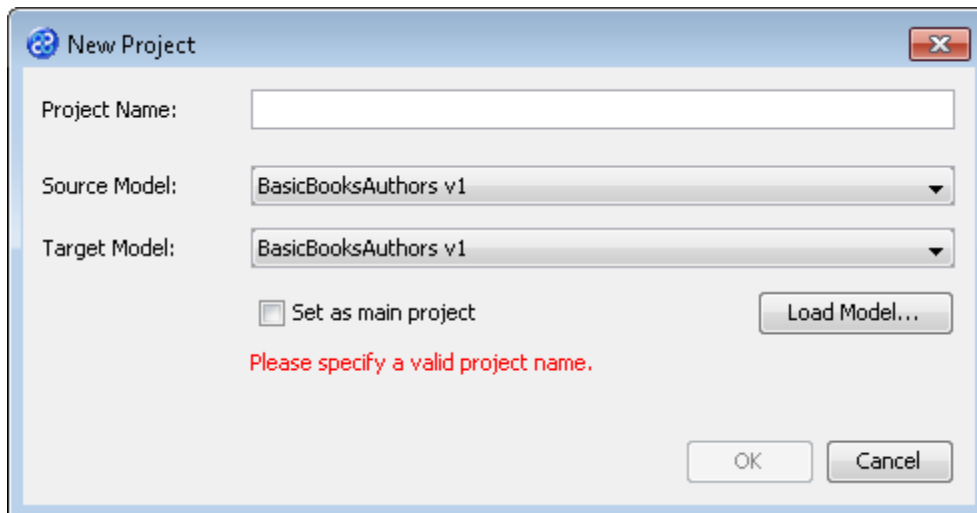 New Project
Project Name:
Source Model: BasicBooksAuthors v1
Target Model: BasicBooksAuthors v1
Set as main project Load Model...
Please specify a valid project name.
OK Cancel